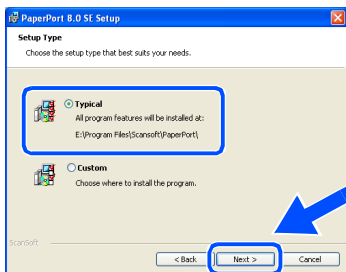 PaperPort 8.0 SE Setup
Setup Type
Choose the setup type that best suits your needs.
Typical
All program features will be installed at:
E:\Program Files\Scansoft\PaperPort\
Custom
Choose where to install the program.
ScanSoft
< Back Next > Cancel